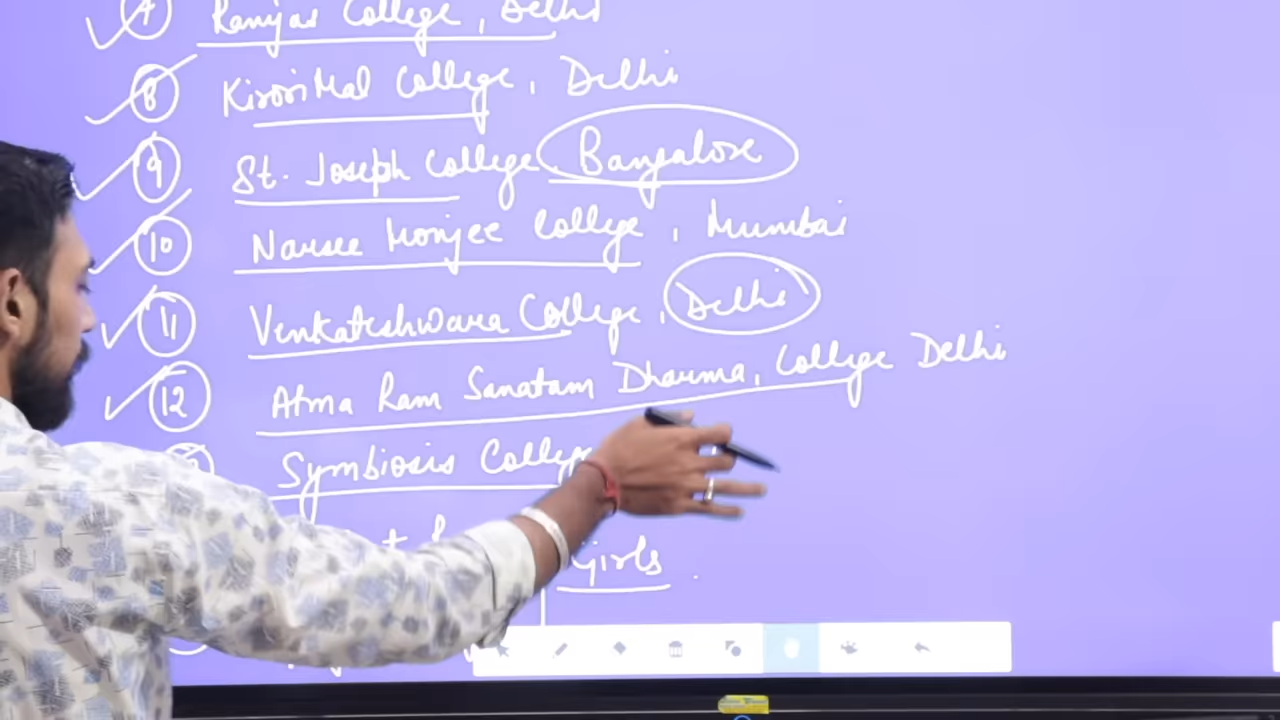 Ramjas College, Delhi
8 KiroriMal College, Delhi
9 St. Joseph College Bangalore
10 Narsee Monjee College, Mumbai
11 Venkateshwara College, Delhi
12 Atma Ram Sanatam Dharma, College Delhi
Symbiosis College
Girls